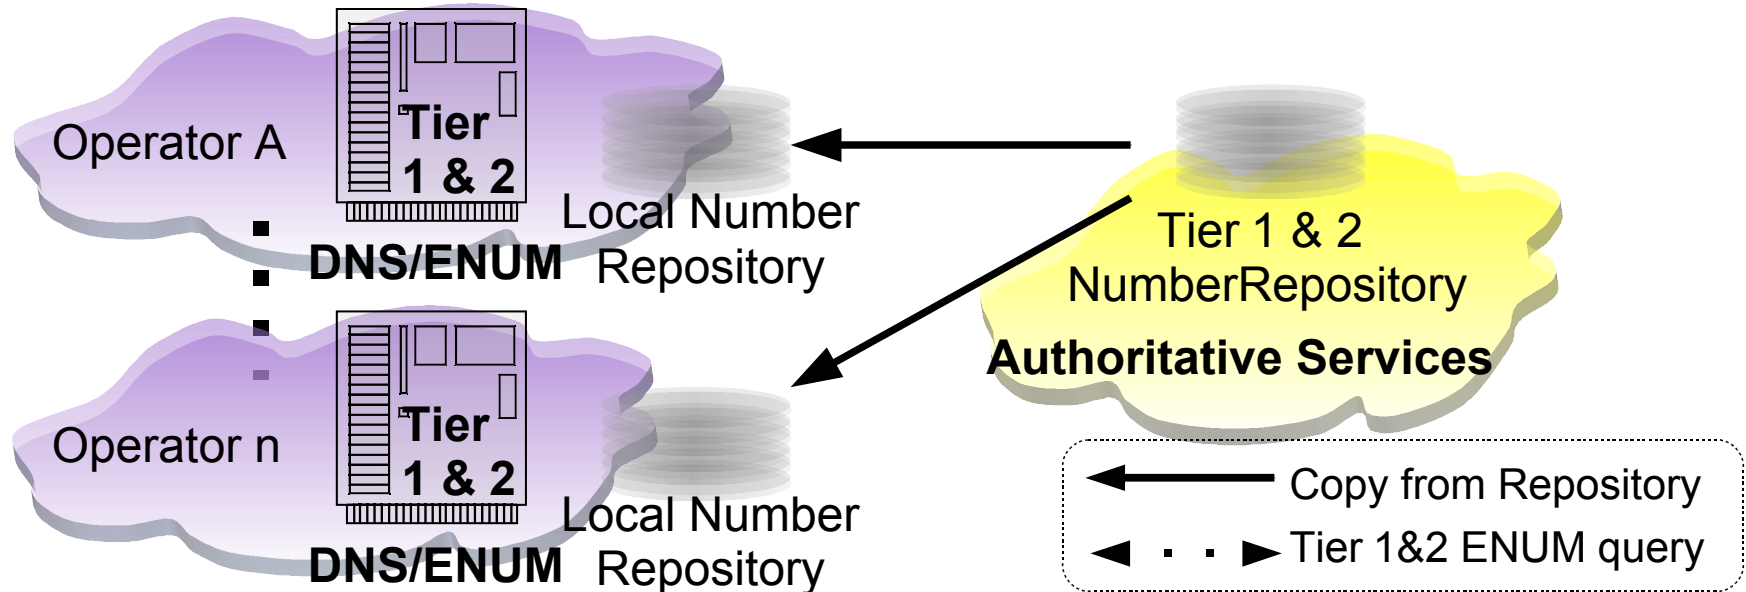 Operator A
Tier
1 & 2
DNS/ENUM
Local Number
Repository
Operator n
Tier
1 & 2
DNS/ENUM
Local Number
Repository
Tier 1 & 2
NumberRepository
Authoritative Services
Copy from Repository
Tier 1&2 ENUM query